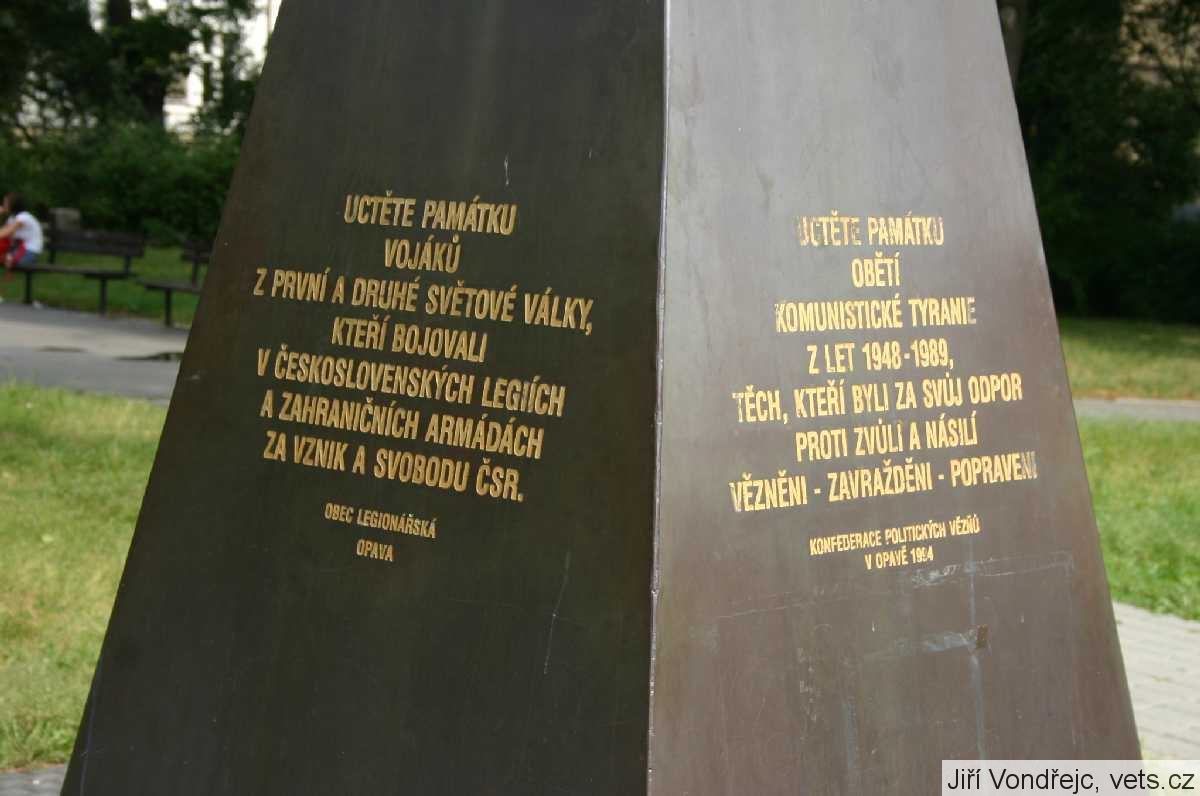 UCTĚTE PAMÁTKU
VOJÁKŮ
Z PRVNÍ A DRUHÉ SVĚTOVÉ VÁLKY,
KTEŘÍ BOJOVALI
V ČESKOSLOVENSKÝCH LEGIÍCH
A ZAHRANIČNÍCH ARMÁDÁCH
ZA VZNIK A SVOBODU ČSR.
OBEC LEGIONÁŘSKÁ
OPAVA
UCTĚTE PAMÁTKU
OBĚTÍ
KOMUNISTICKÉ TYRANIE
Z LET 1948-1989,
TĚCH, KTEŘÍ BYLI ZA SVŮJ ODPOR
PROTI ZVŮLI A NÁSILÍ
VĚZNĚNI - ZAVRAŽDĚNI - POPRAVENI
KONFEDERACE POLITICKÝCH VĚZŇŮ
V OPAVĚ 1994
Jiří Vondřejc, vets.cz